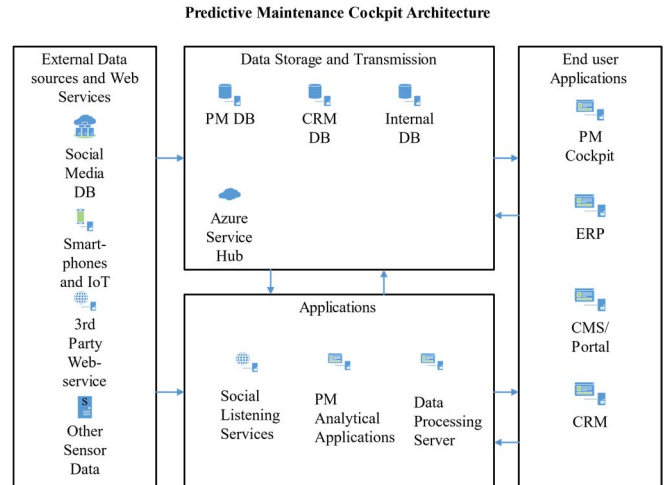 Predictive Maintenance Cockpit Architecture
External Data
sources and Web
Services
Social
Media
DB
Smart-
phones
and IoT
3rd
Party
Web-
service
S
Other
Sensor
Data
Data Storage and Transmission
PM DB
CRM
DB
Internal
DB
Azure
Service
Hub
Applications
Social
Listening
Services
PM
Analytical
Applications
Data
Processing
Server
End user
Applications
PM
Cockpit
ERP
CMS/
Portal
CRM